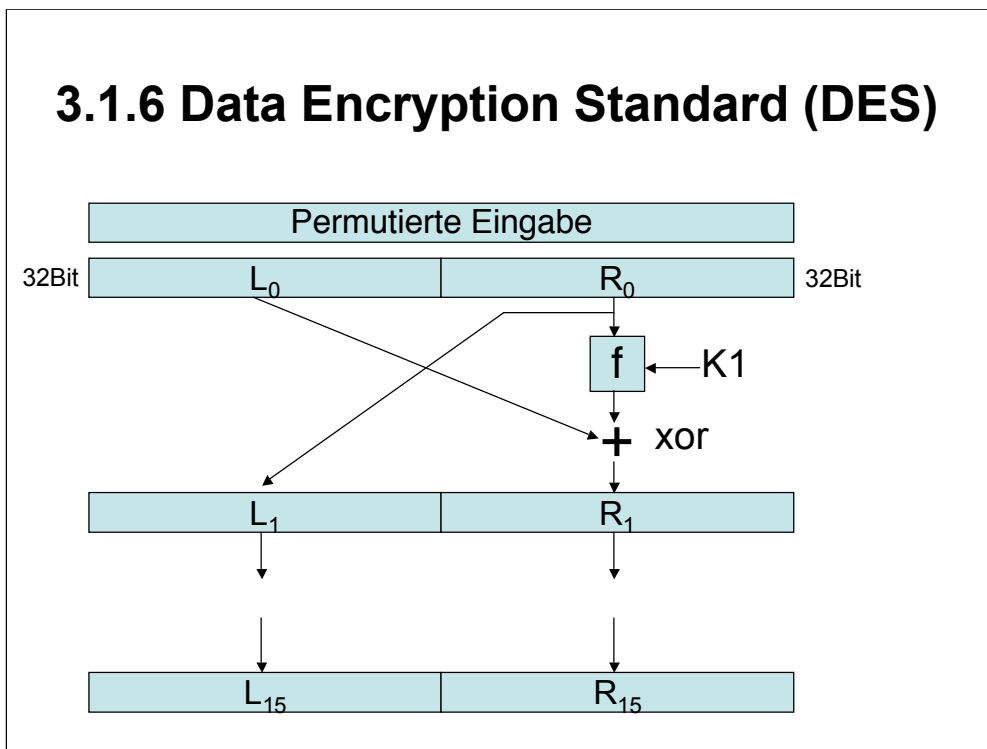 3.1.6 Data Encryption Standard (DES)
Permutierte Eingabe
32Bit L₀ R₀ 32Bit
f K1
+ xor
L₁ R₁
L₁₅ R₁₅